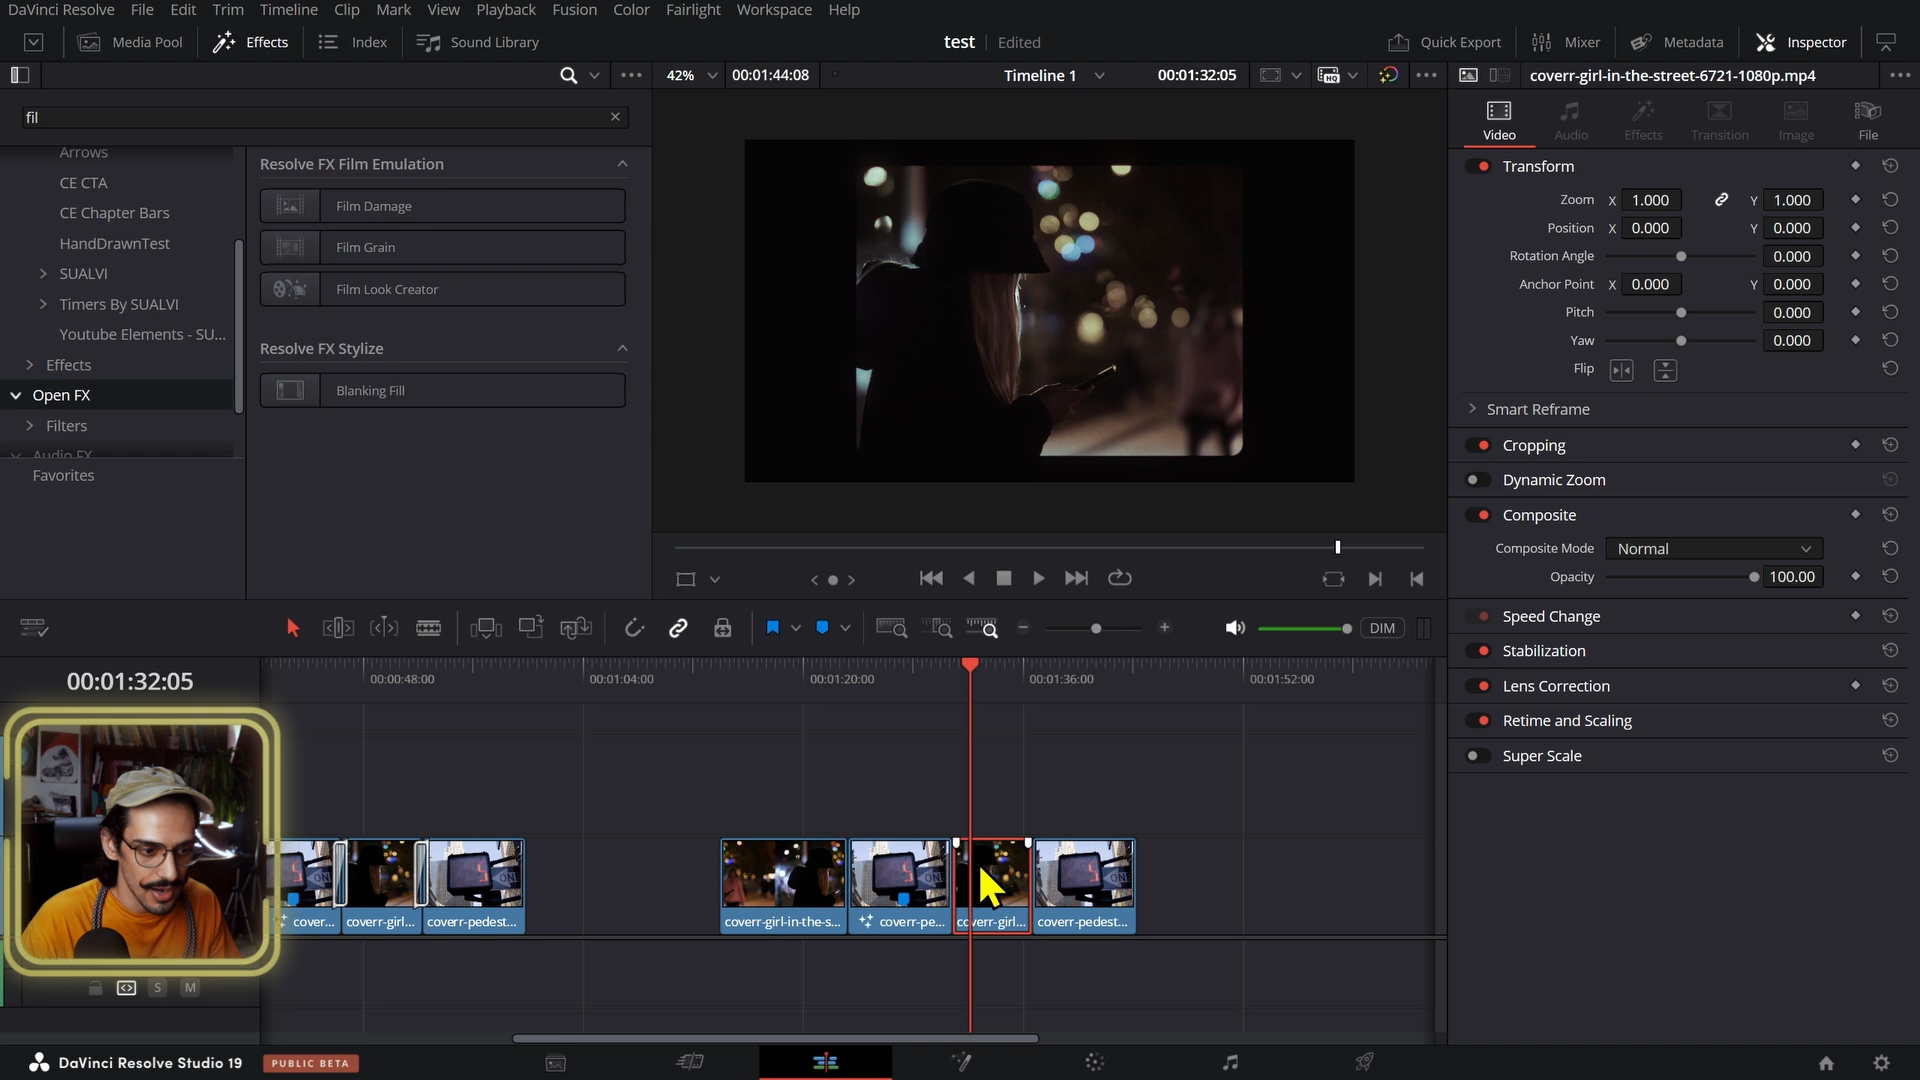 DaVinci Resolve File Edit Trim Timeline Clip Mark View Playback Fusion Color Fairlight Workspace Help
Media Pool Effects Index Sound Library test Edited Quick Export Mixer Metadata Inspector
42% 00:01:44:08 Timeline 1 00:01:32:05 coverr-girl-in-the-street-6721-1080p.mp4
fil
Arrows
CE CTA
CE Chapter Bars
HandDrawnTest
SUALVI
Timers By SUALVI
Youtube Elements - SU...
Effects
Open FX
Filters
Audio FX
Favorites
Resolve FX Film Emulation
Film Damage
Film Grain
Film Look Creator
Resolve FX Stylize
Blanking Fill
Video Audio Effects Transition Image File
Transform
Zoom X 1.000 Y 1.000
Position X 0.000 Y 0.000
Rotation Angle 0.000
Anchor Point X 0.000 Y 0.000
Pitch 0.000
Yaw 0.000
Flip
Smart Reframe
Cropping
Dynamic Zoom
Composite
Composite Mode Normal
Opacity 100.00
Speed Change
Stabilization
Lens Correction
Retime and Scaling
Super Scale
DIM
00:01:32:05
00:00:48:00 00:01:04:00 00:01:20:00 00:01:36:00 00:01:52:00
cover... coverr-girl... coverr-pedest... coverr-girl-in-the-s... coverr-pe... coverr-girl... coverr-pedest...
S M
DaVinci Resolve Studio 19 PUBLIC BETA